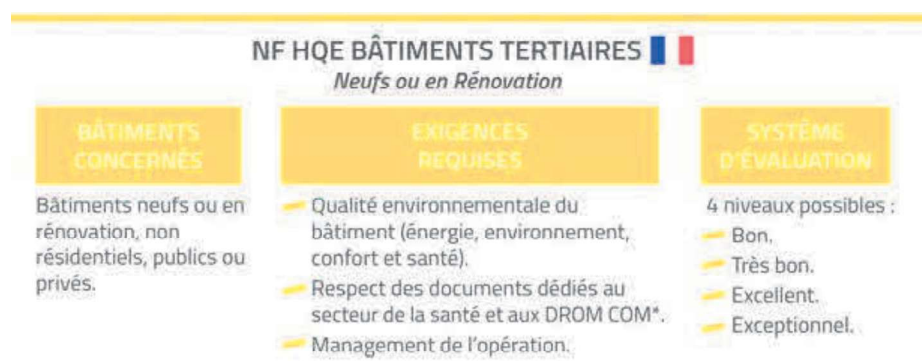 NF HQE BÂTIMENTS TERTIAIRES
Neufs ou en Rénovation
BÂTIMENTS
CONCERNÉS
Bâtiments neufs ou en
rénovation, non
résidentiels, publics ou
privés.
EXIGENCES
REQUISES
Qualité environnementale du
bâtiment (énergie, environnement,
confort et santé).
Respect des documents dédiés au
secteur de la santé et aux DROM COM*.
Management de l'opération.
SYSTÈME
D'ÉVALUATION
4 niveaux possibles :
Bon.
Très bon.
Excellent.
Exceptionnel.